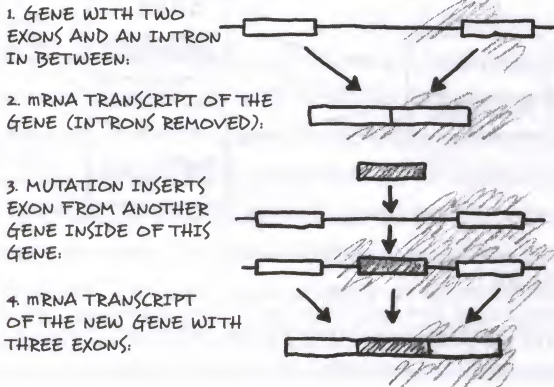 1. GENE WITH TWO
EXONS AND AN INTRON
IN BETWEEN:
2. mRNA TRANSCRIPT OF THE
GENE (INTRONS REMOVED):
3. MUTATION INSERTS
EXON FROM ANOTHER
GENE INSIDE OF THIS
GENE:
4. mRNA TRANSCRIPT
OF THE NEW GENE WITH
THREE EXONS: